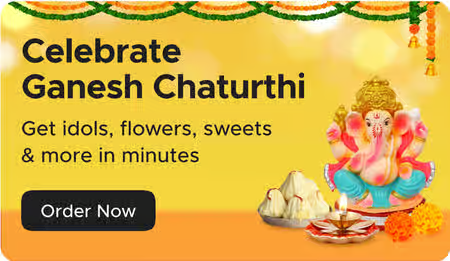 Celebrate
Ganesh Chaturthi
Get idols, flowers, sweets
& more in minutes
Order Now